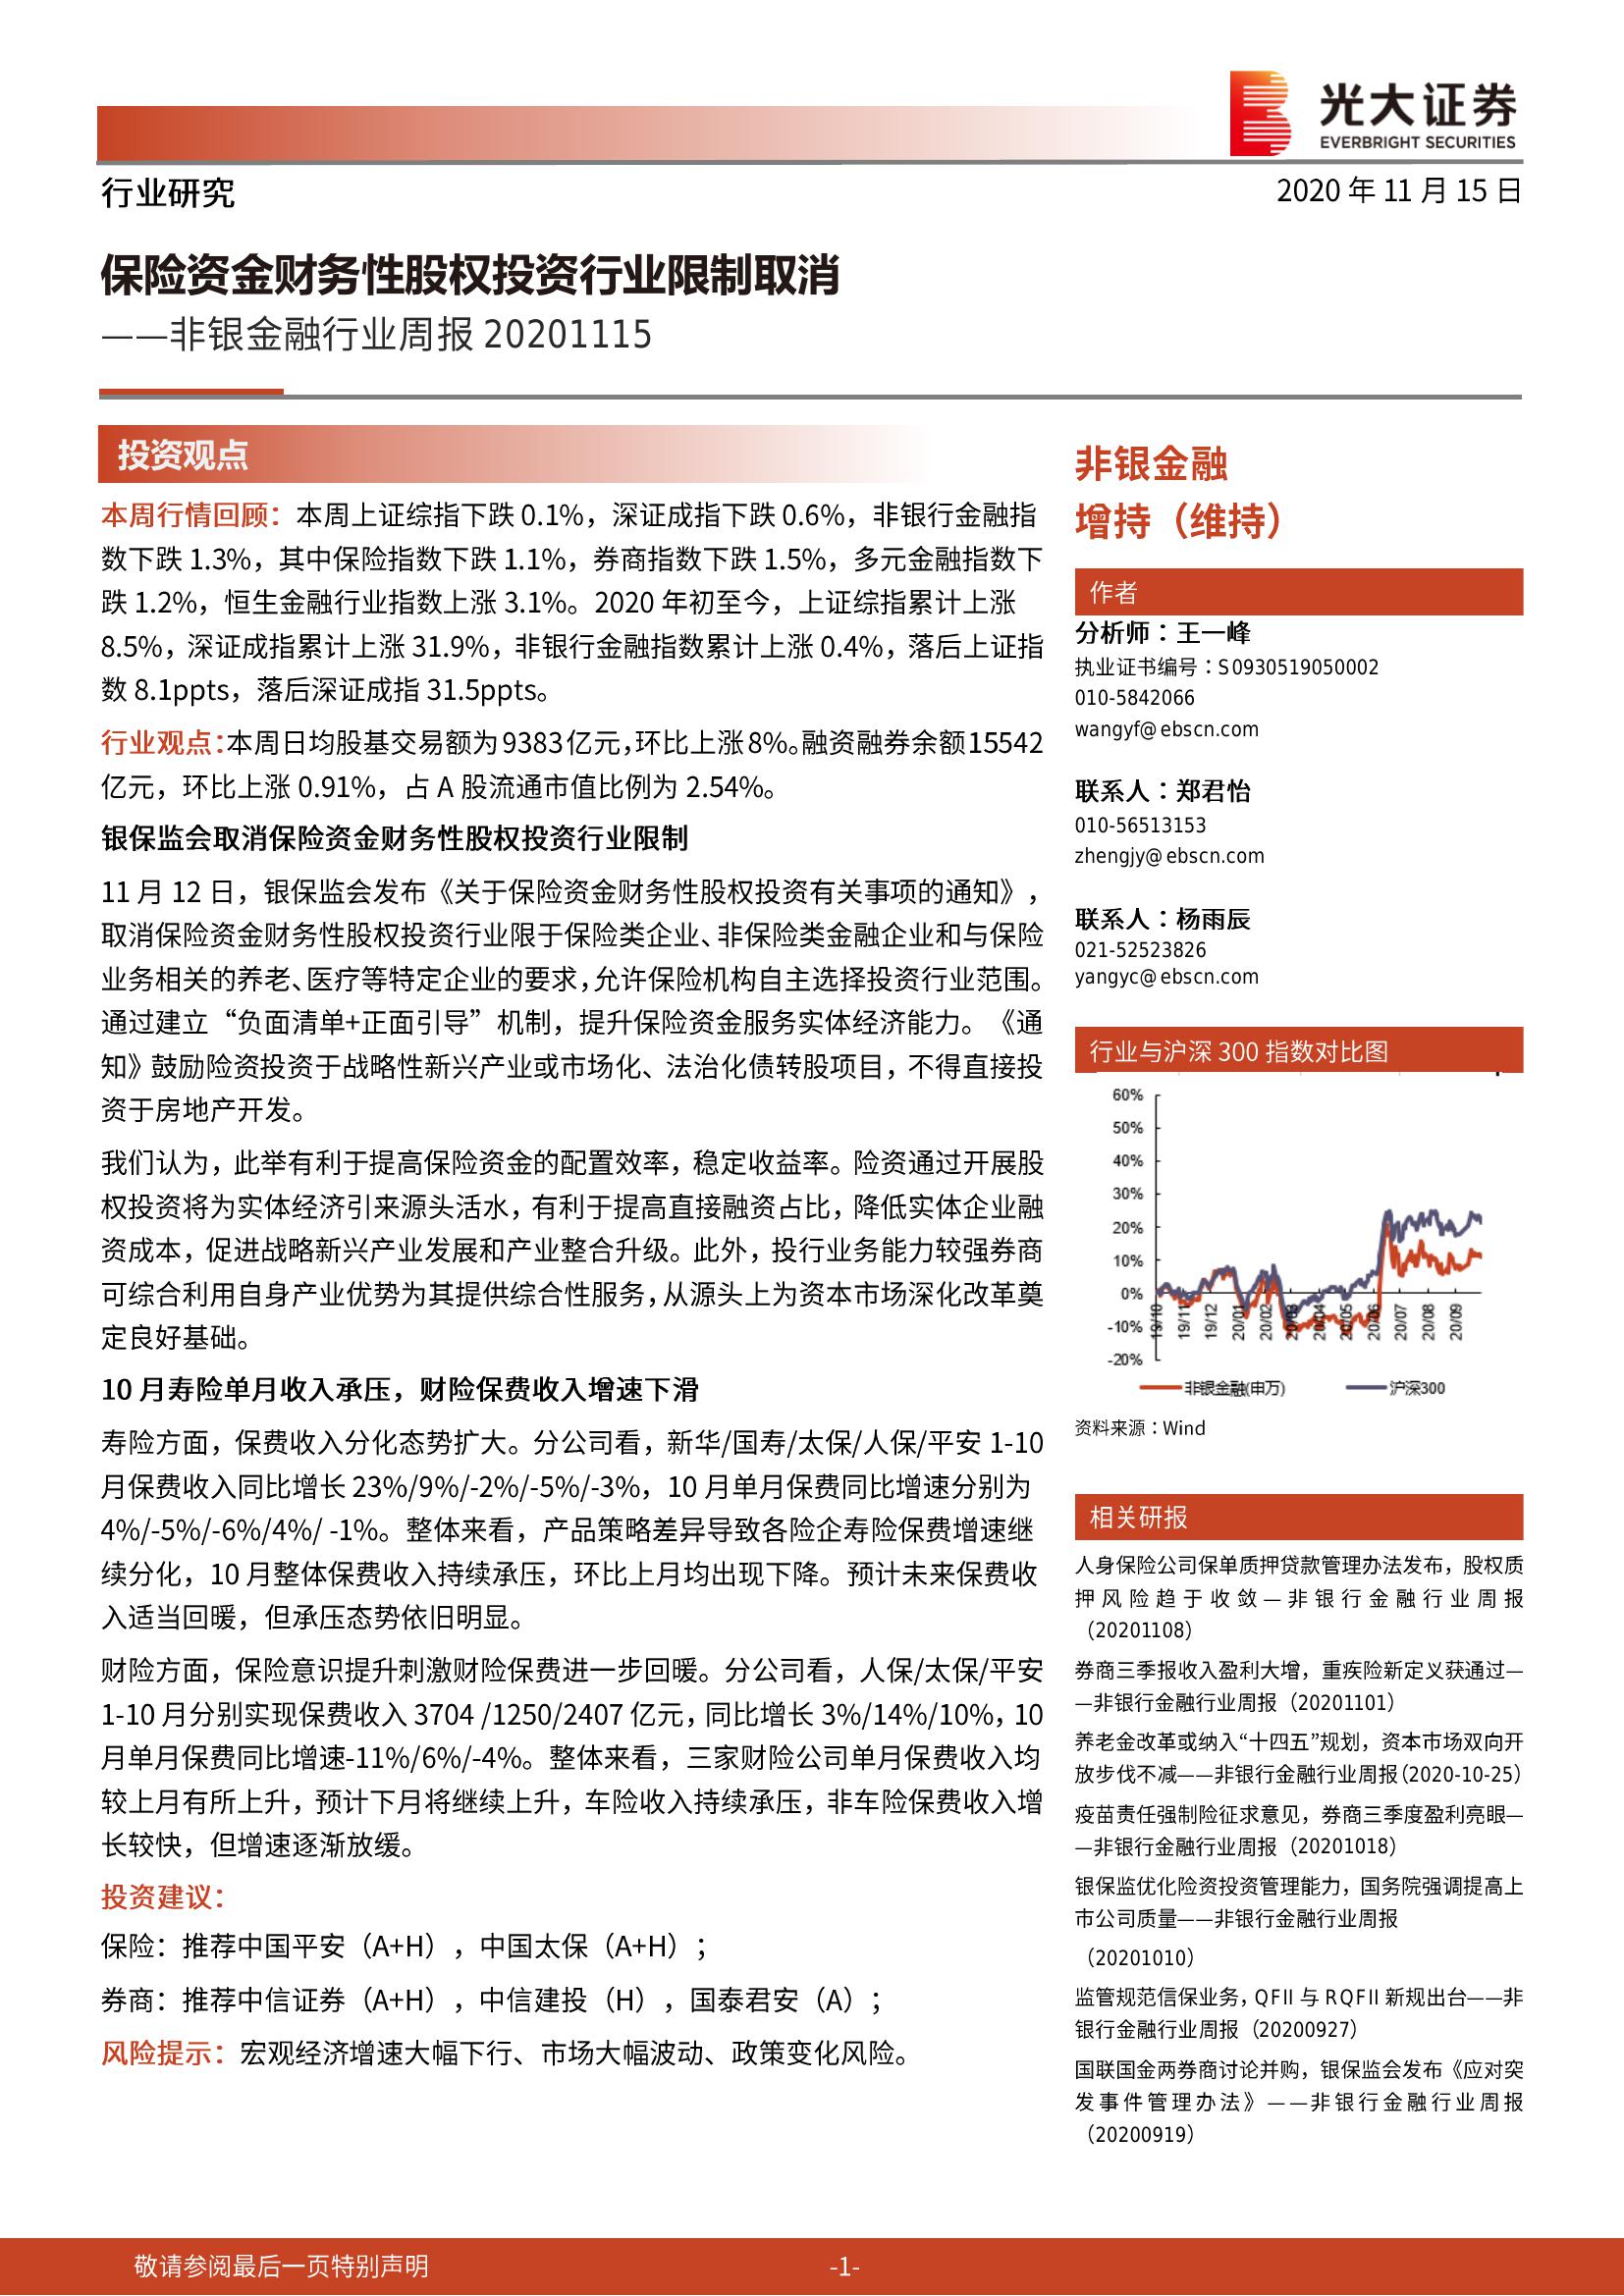 光大证券
EVERBRIGHT SECURITIES
行业研究
2020 年 11 月 15 日
保险资金财务性股权投资行业限制取消
——非银金融行业周报 20201115
投资观点
本周行情回顾：本周上证综指下跌 0.1%，深证成指下跌 0.6%，非银行金融指
数下跌 1.3%，其中保险指数下跌 1.1%，券商指数下跌 1.5%，多元金融指数下
跌 1.2%，恒生金融行业指数上涨 3.1%。2020 年初至今，上证综指累计上涨
8.5%，深证成指累计上涨 31.9%，非银行金融指数累计上涨 0.4%，落后上证指
数 8.1ppts，落后深证成指 31.5ppts。
行业观点：本周日均股基交易额为 9383 亿元，环比上涨 8%。融资融券余额 15542
亿元，环比上涨 0.91%，占 A 股流通市值比例为 2.54%。
银保监会取消保险资金财务性股权投资行业限制
11 月 12 日，银保监会发布《关于保险资金财务性股权投资有关事项的通知》，
取消保险资金财务性股权投资行业限于保险类企业、非保险类金融企业和与保险
业务相关的养老、医疗等特定企业的要求，允许保险机构自主选择投资行业范围。
通过建立“负面清单+正面引导”机制，提升保险资金服务实体经济能力。《通
知》鼓励险资投资于战略性新兴产业或市场化、法治化债转股项目，不得直接投
资于房地产开发。
我们认为，此举有利于提高保险资金的配置效率，稳定收益率。险资通过开展股
权投资将为实体经济引来源头活水，有利于提高直接融资占比，降低实体企业融
资成本，促进战略新兴产业发展和产业整合升级。此外，投行业务能力较强券商
可综合利用自身产业优势为其提供综合性服务，从源头上为资本市场深化改革奠
定良好基础。
10 月寿险单月收入承压，财险保费收入增速下滑
寿险方面，保费收入分化态势扩大。分公司看，新华/国寿/太保/人保/平安 1-10
月保费收入同比增长 23%/9%/-2%/-5%/-3%，10 月单月保费同比增速分别为
4%/-5%/-6%/4%/ -1%。整体来看，产品策略差异导致各险企寿险保费增速继
续分化，10 月整体保费收入持续承压，环比上月均出现下降。预计未来保费收
入适当回暖，但承压态势依旧明显。
财险方面，保险意识提升刺激财险保费进一步回暖。分公司看，人保/太保/平安
1-10 月分别实现保费收入 3704 /1250/2407 亿元，同比增长 3%/14%/10%，10
月单月保费同比增速-11%/6%/-4%。整体来看，三家财险公司单月保费收入均
较上月有所上升，预计下月将继续上升，车险收入持续承压，非车险保费收入增
长较快，但增速逐渐放缓。
投资建议：
保险：推荐中国平安（A+H），中国太保（A+H）；
券商：推荐中信证券（A+H），中信建投（H），国泰君安（A）；
风险提示：宏观经济增速大幅下行、市场大幅波动、政策变化风险。
非银金融
增持（维持）
作者
分析师：王一峰
执业证书编号：S0930519050002
010-5842066
wangyf@ebscn.com
联系人：郑君怡
010-56513153
zhengjy@ebscn.com
联系人：杨雨辰
021-52523826
yangyc@ebscn.com
行业与沪深 300 指数对比图
60%
50%
40%
30%
20%
10%
0%
-10%
-20%
19/10 19/11 19/12 20/01 20/02 20/03 20/04 20/05 20/06 20/07 20/08 20/09
非银金融(申万) 沪深300
资料来源：Wind
相关研报
人身保险公司保单质押贷款管理办法发布，股权质
押风险趋于收敛—非银行金融行业周报
（20201108）
券商三季报收入盈利大增，重疾险新定义获通过—
—非银行金融行业周报（20201101）
养老金改革或纳入“十四五”规划，资本市场双向开
放步伐不减——非银行金融行业周报（2020-10-25）
疫苗责任强制险征求意见，券商三季度盈利亮眼—
—非银行金融行业周报（20201018）
银保监优化险资投资管理能力，国务院强调提高上
市公司质量——非银行金融行业周报
（20201010）
监管规范信保业务，QFII 与 RQFII 新规出台——非
银行金融行业周报（20200927）
国联国金两券商讨论并购，银保监会发布《应对突
发事件管理办法》——非银行金融行业周报
（20200919）
敬请参阅最后一页特别声明
-1-